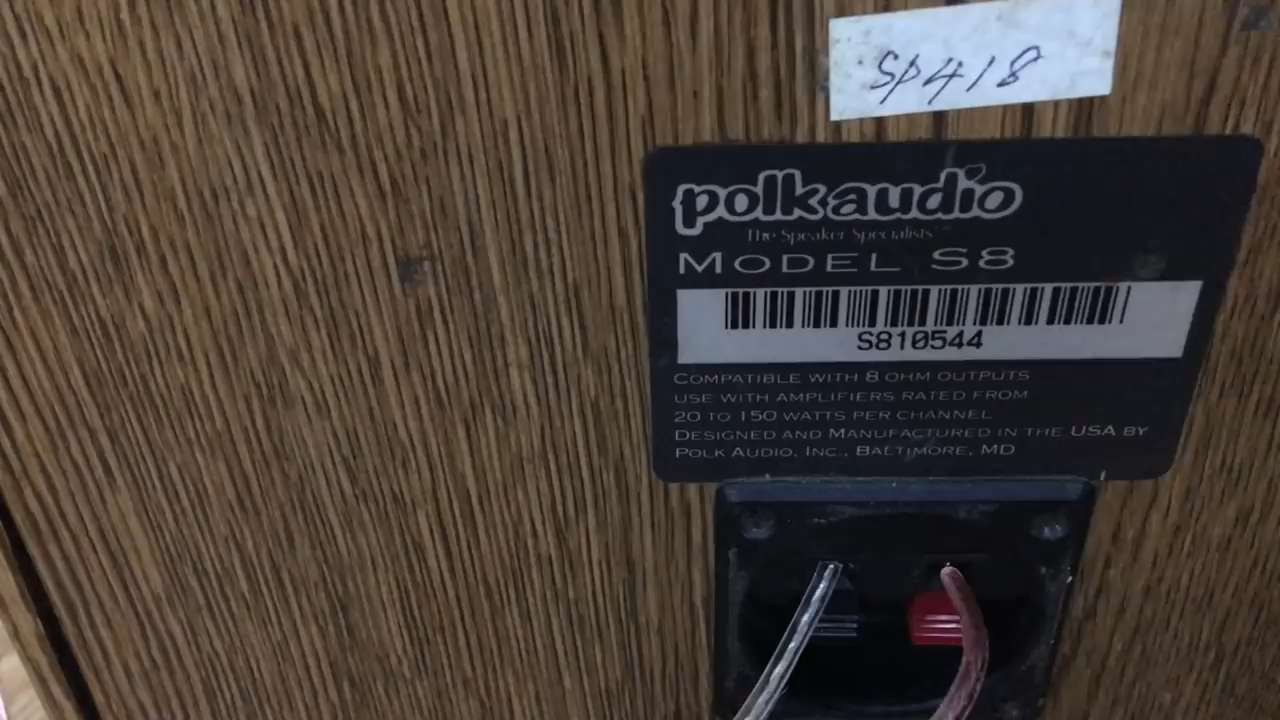 SP418
polk audio
The Speaker Specialists
MODEL S8
S810544
COMPATIBLE WITH 8 OHM OUTPUTS
USE WITH AMPLIFIERS RATED FROM
20 TO 150 WATTS PER CHANNEL
DESIGNED AND MANUFACTURED IN THE USA BY
POLK AUDIO, INC., BALTIMORE, MD